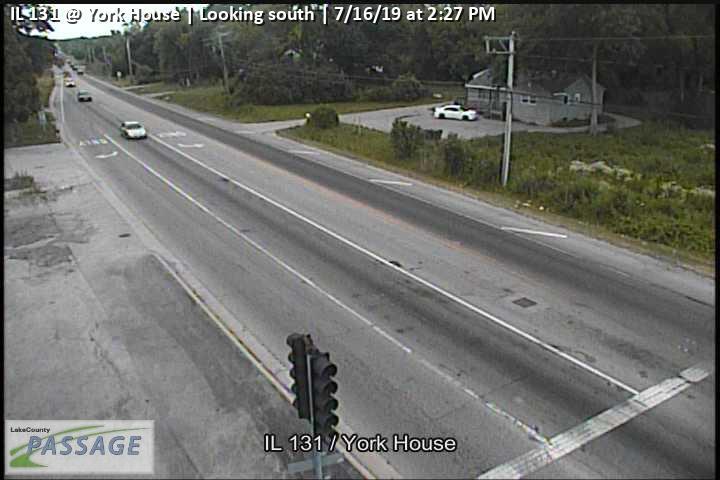 IL 131 @ York House | Looking south | 7/16/19 at 2:27 PM
LakeCounty
PASSAGE
IL 131 / York House